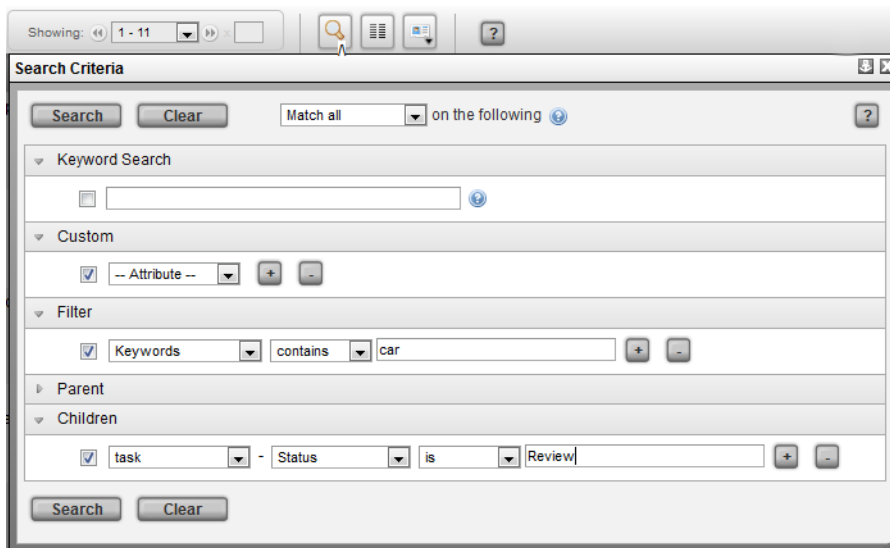 Showing: 1 - 11 x ?
Search Criteria
Search Clear Match all on the following ? ?
Keyword Search
?
Custom
-- Attribute -- + -
Filter
Keywords contains car + -
Parent
Children
task - Status is Review + -
Search Clear